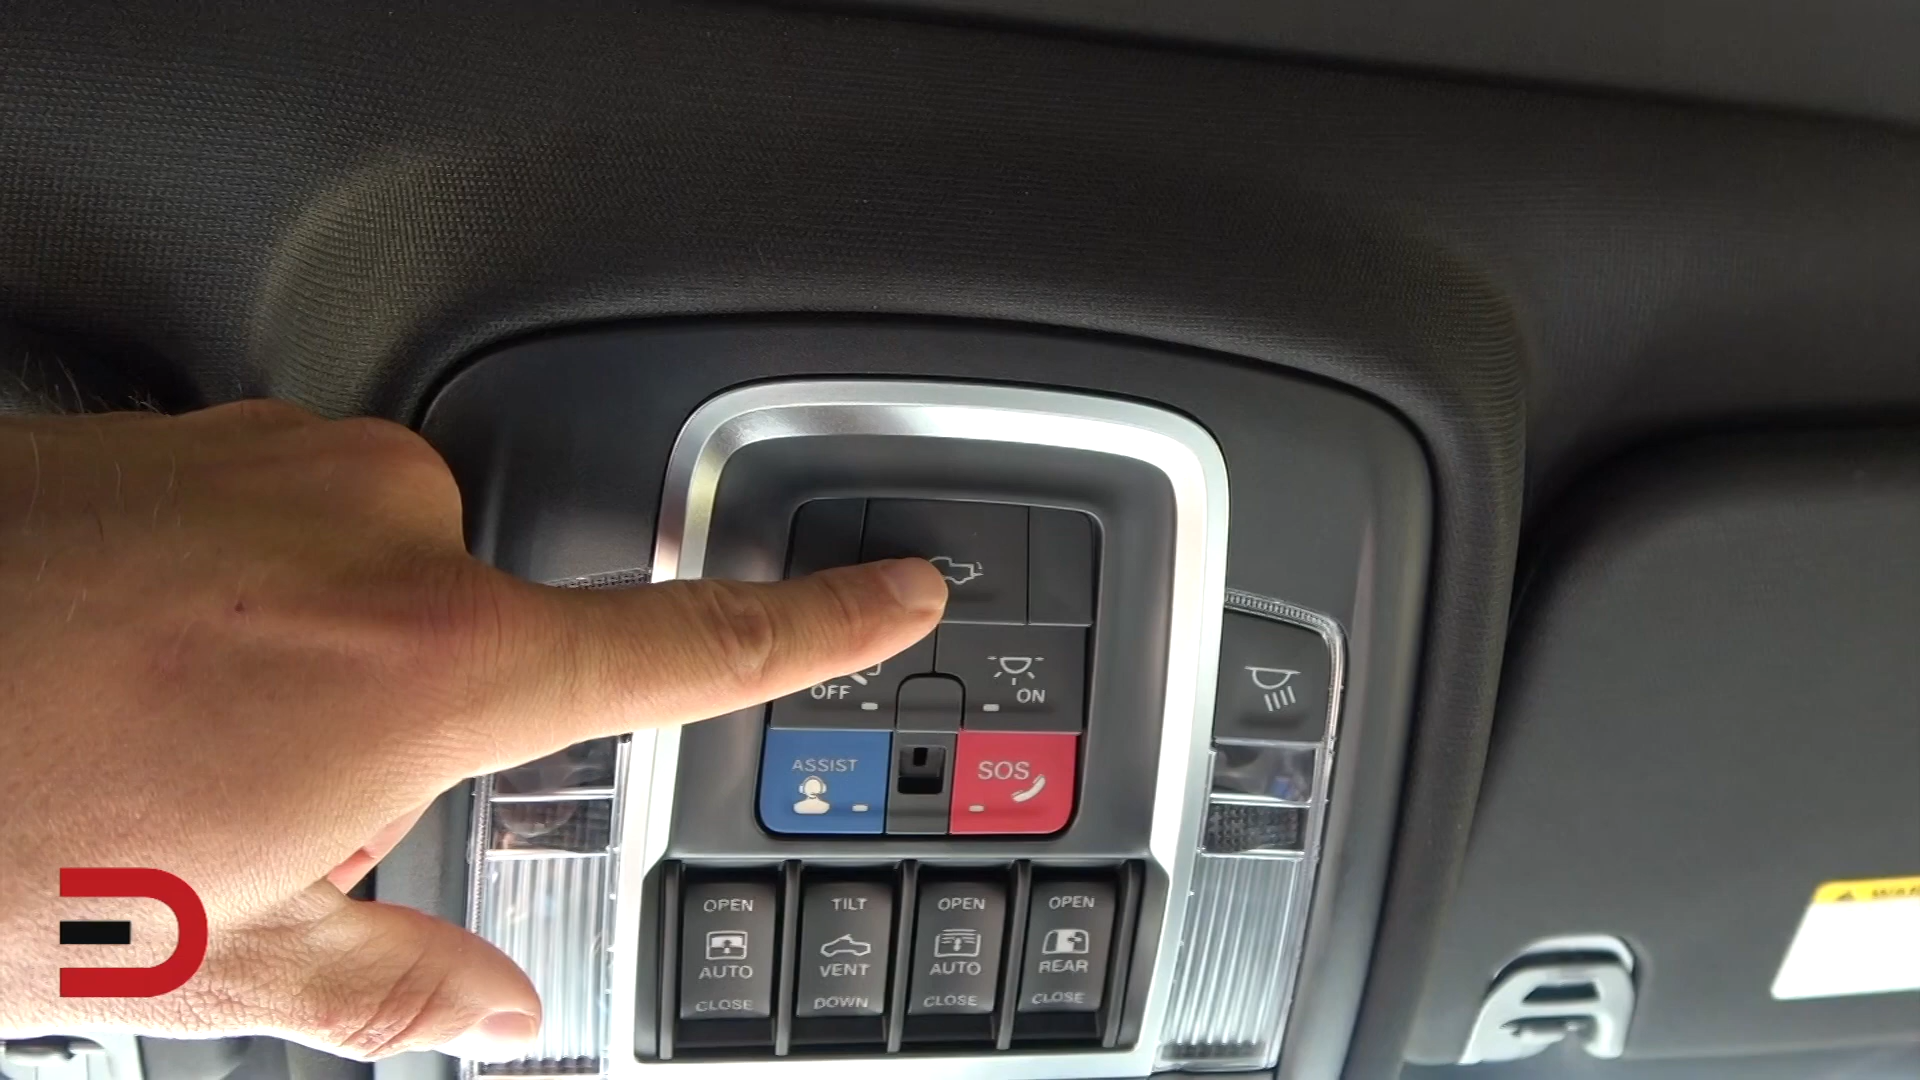 OFF
ON
ASSIST
SOS
OPEN
AUTO
CLOSE
TILT
VENT
DOWN
OPEN
AUTO
CLOSE
OPEN
REAR
CLOSE